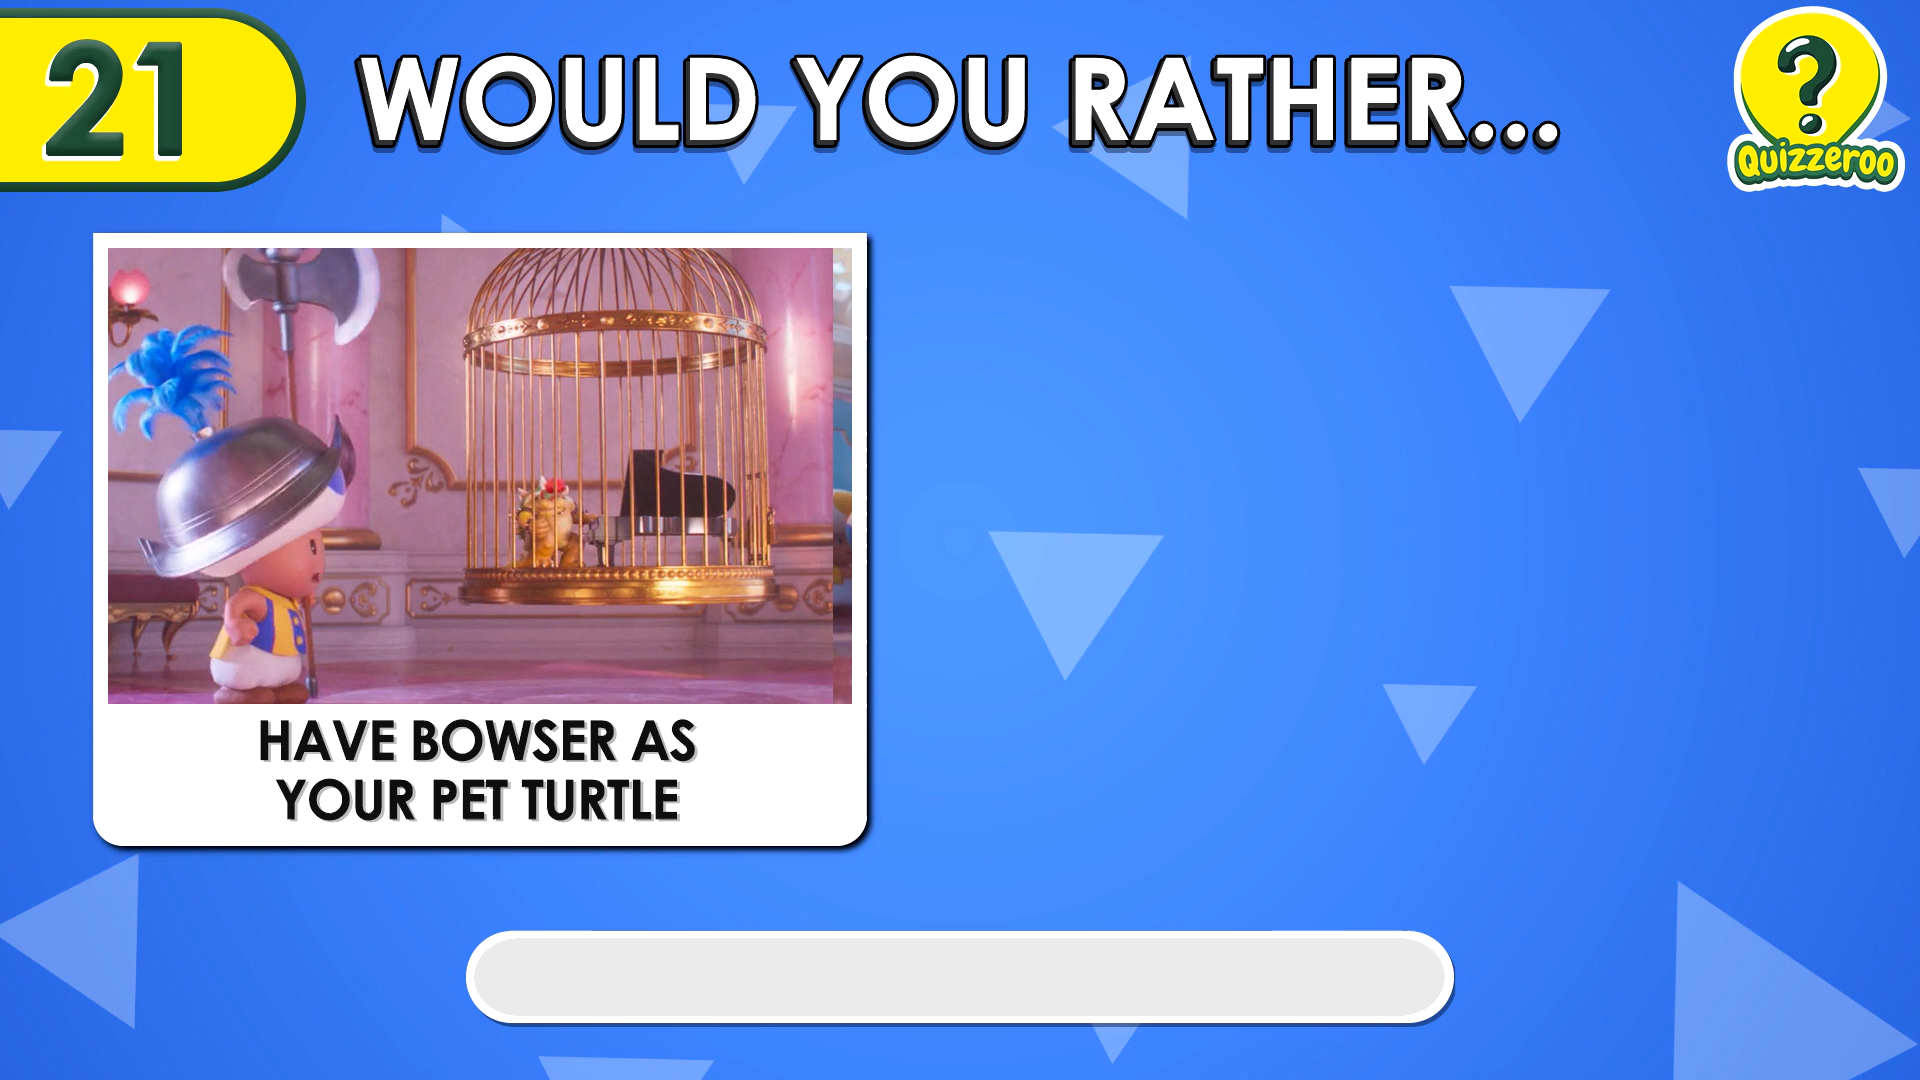 21
WOULD YOU RATHER...
?
Quizzeroo
HAVE BOWSER AS
YOUR PET TURTLE